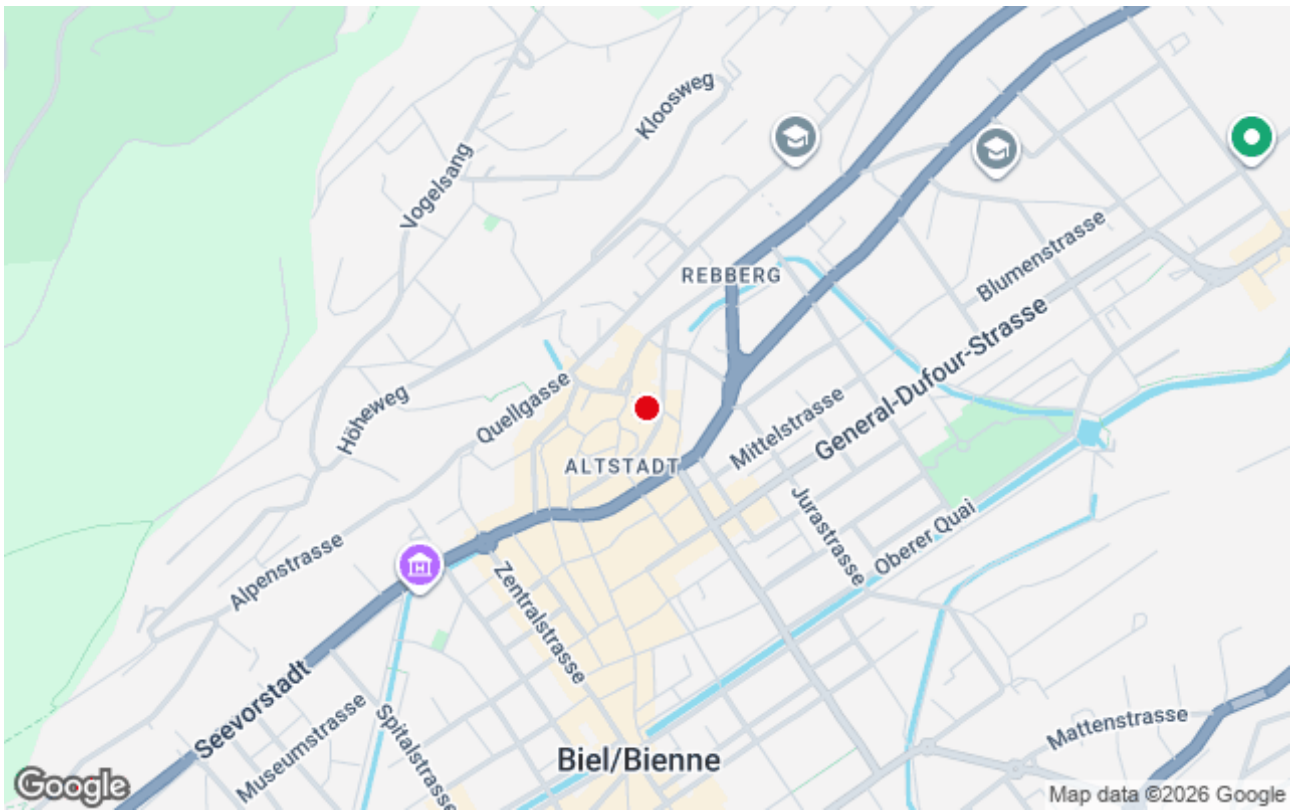 Kloosweg
Vogelsang
REBBERG
Blumenstrasse
General-Dufour-Strasse
Höheweg
Quellgasse
Mittelstrasse
ALTSTADT
Jurastrasse
Oberer Quai
Alpenstrasse
Zentralstrasse
Seevorstadt
Museumstrasse
Spitalstrasse
Mattenstrasse
Biel/Bienne
Google
Map data ©2026 Google